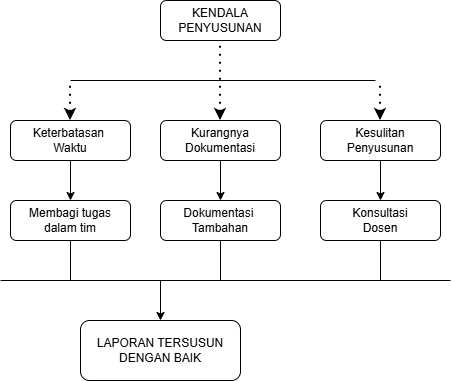 KENDALA
PENYUSUNAN
Keterbatasan
Waktu
Kurangnya
Dokumentasi
Kesulitan
Penyusunan
Membagi tugas
dalam tim
Dokumentasi
Tambahan
Konsultasi
Dosen
LAPORAN TERSUSUN
DENGAN BAIK